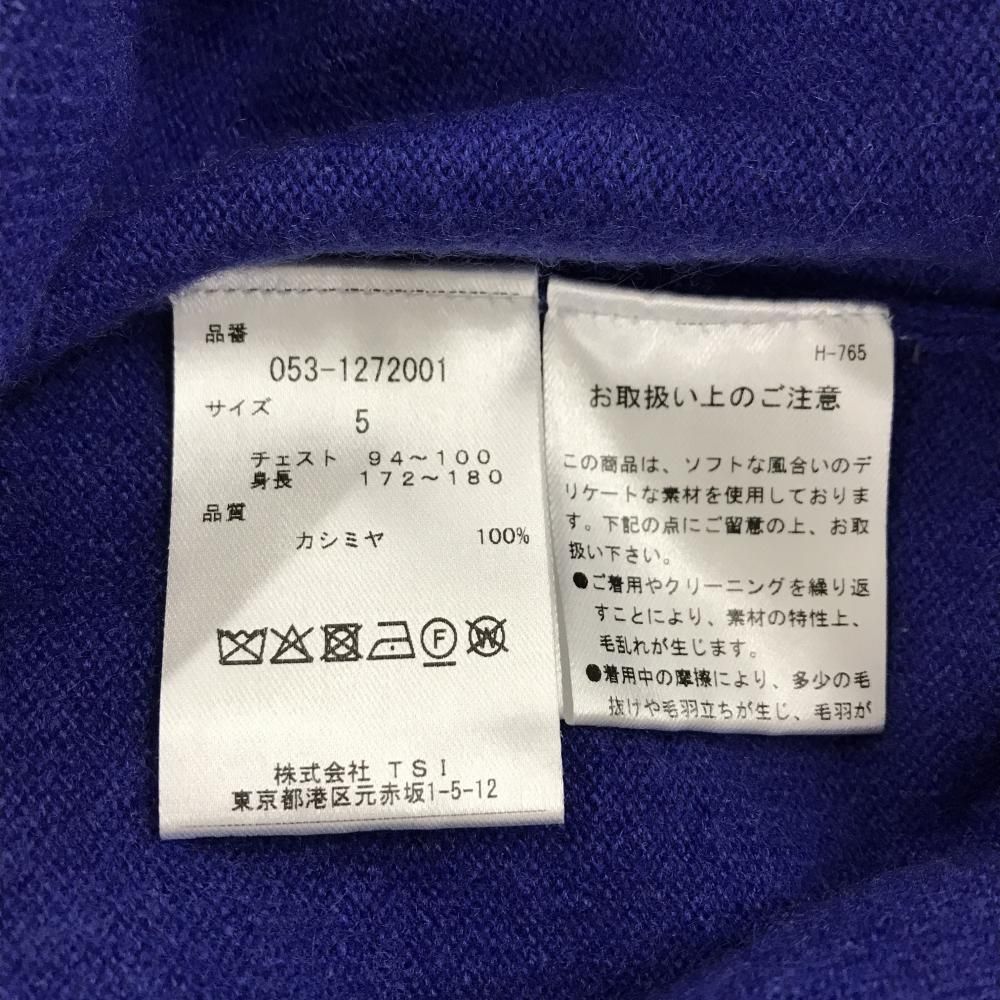 品番
053-1272001
サイズ
5
チェスト 94～100
身長 172～180
品質
カシミヤ 100%
F
W
株式会社 TSI
東京都港区元赤坂1-5-12
H-765
お取扱い上のご注意
この商品は、ソフトな風合いのデ
リケートな素材を使用しておりま
す。下記の点にご留意の上、お取
扱い下さい。
●ご着用やクリーニングを繰り返
すことにより、素材の特性上、
毛乱れが生じます。
●着用中の摩擦により、多少の毛
抜けや毛羽立ちが生じ、毛羽が